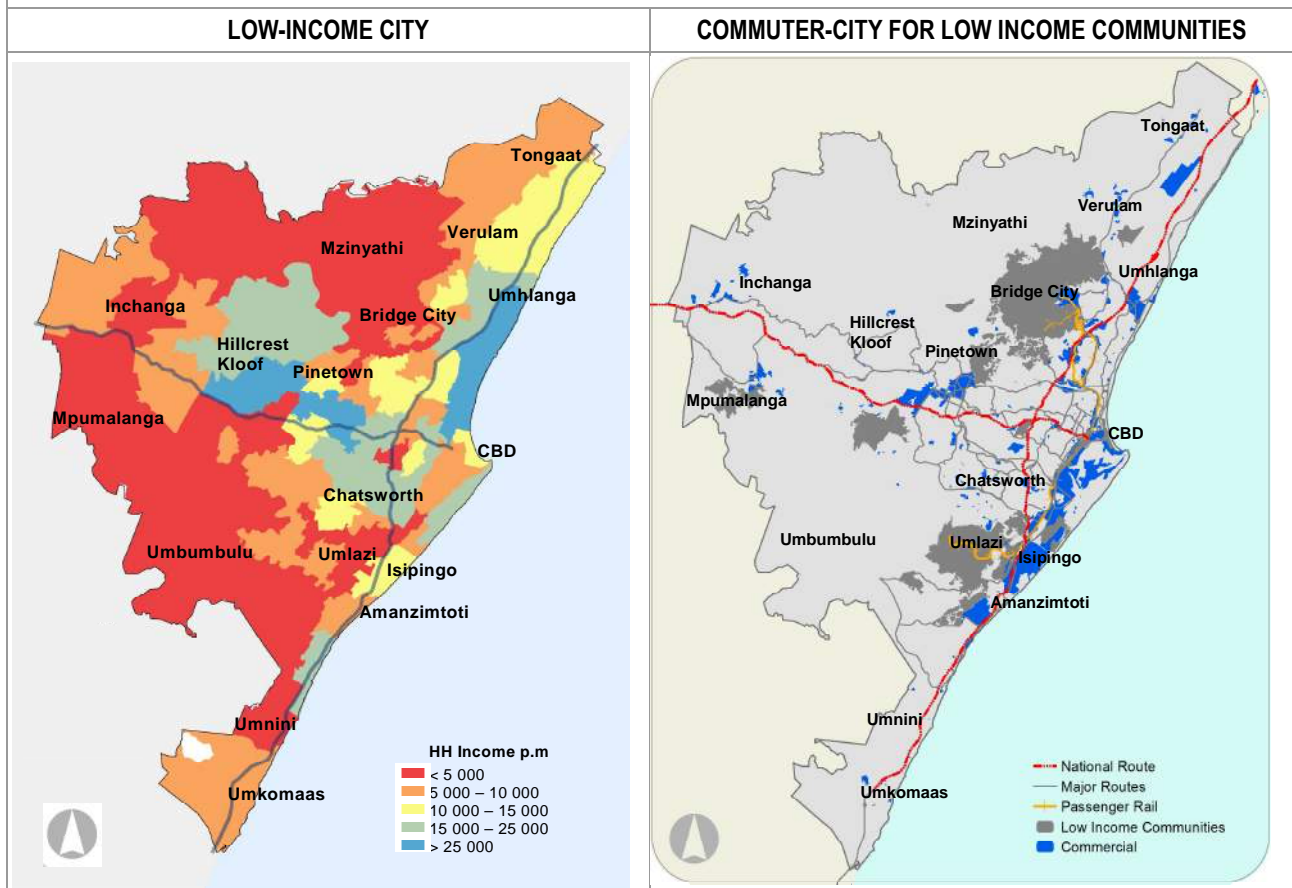 LOW-INCOME CITY
COMMUTER-CITY FOR LOW INCOME COMMUNITIES
Tongaat
Verulam
Mzinyathi
Umhlanga
Inchanga
Bridge City
Hillcrest
Kloof
Pinetown
Mpumalanga
CBD
Chatsworth
Umbumbulu
Umlazi
Isipingo
Amanzimtoti
Umnini
Umkomaas
HH Income p.m
< 5 000
5 000 – 10 000
10 000 – 15 000
15 000 – 25 000
> 25 000
Tongaat
Verulam
Mzinyathi
Umhlanga
Inchanga
Bridge City
Hillcrest
Kloof
Pinetown
Mpumalanga
CBD
Chatsworth
Umbumbulu
Umlazi
Isipingo
Amanzimtoti
Umnini
Umkomaas
National Route
Major Routes
Passenger Rail
Low Income Communities
Commercial